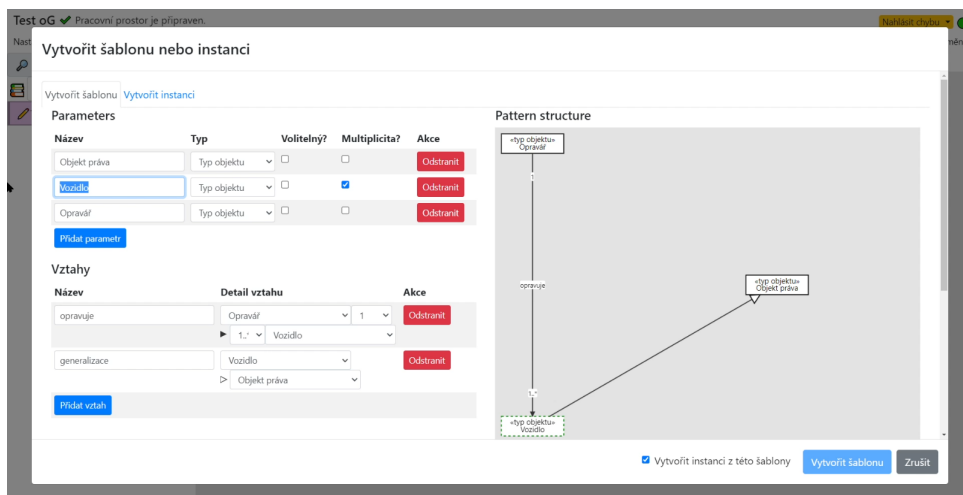 Test oG ✔ Pracovní prostor je připraven.
Nahlásit chybu
Nast
Vytvořit šablonu nebo instanci
Vytvořit šablonu Vytvořit instanci
Parameters
Název Typ Volitelný? Multiplicita? Akce
Objekt práva Typ objektu Odstranit
Vozidlo Typ objektu Odstranit
Opravář Typ objektu Odstranit
Přidat parametr
Vztahy
Název Detail vztahu Akce
opravuje Opravář 1 Odstranit
1..* Vozidlo
generalizace Vozidlo Odstranit
Objekt práva
Přidat vztah
Pattern structure
«typ objektu»
Opravář
1
opravuje
«typ objektu»
Objekt práva
1..*
«typ objektu»
Vozidlo
Vytvořit instanci z této šablony Vytvořit šablonu Zrušit